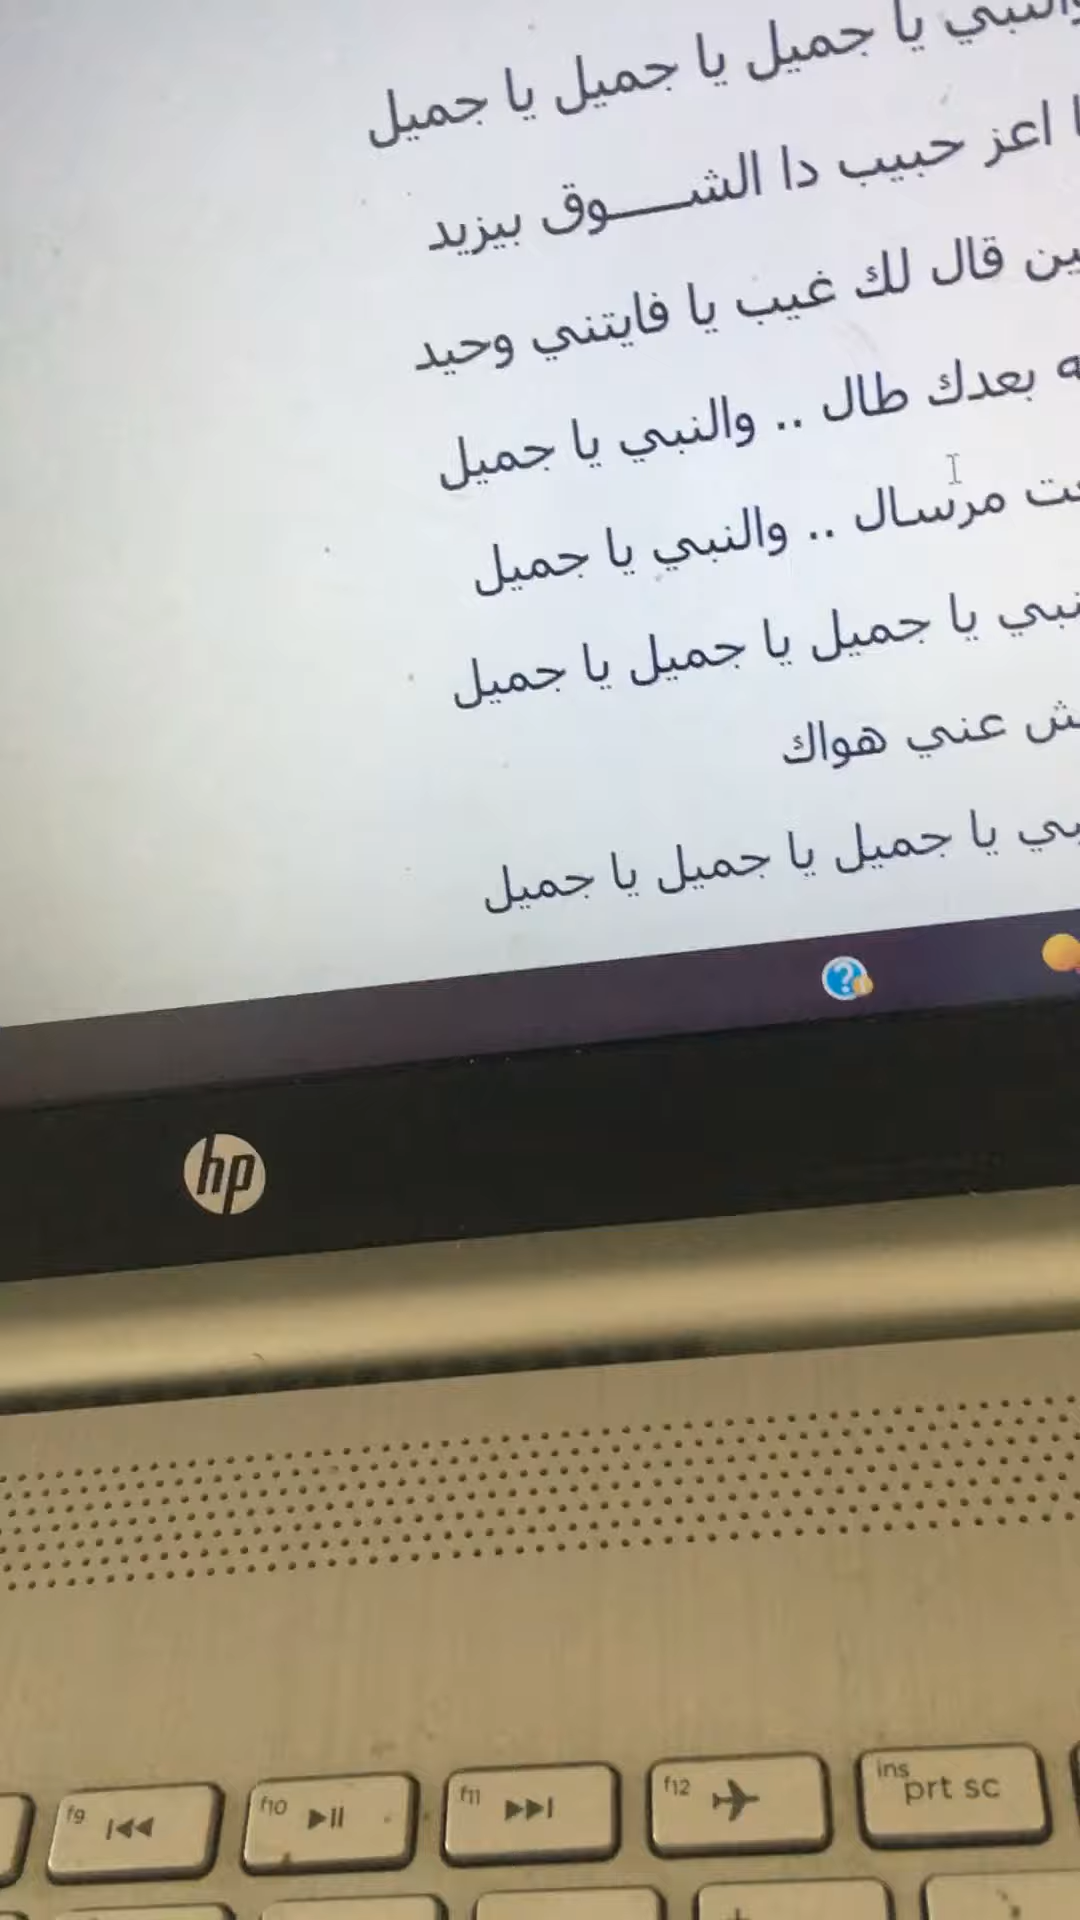 يا جميل يا جميل يا جميل
اعز حبيب دا الشـــــوق بيزيد
قال لك غيب يا فايتني وحيد
بعدك طال .. والنبي يا جميل
مرسال .. والنبي يا جميل
يا جميل يا جميل يا جميل
عني هواك
يا جميل يا جميل يا جميل
hp
f9
f10
f11
f12
ins
prt sc